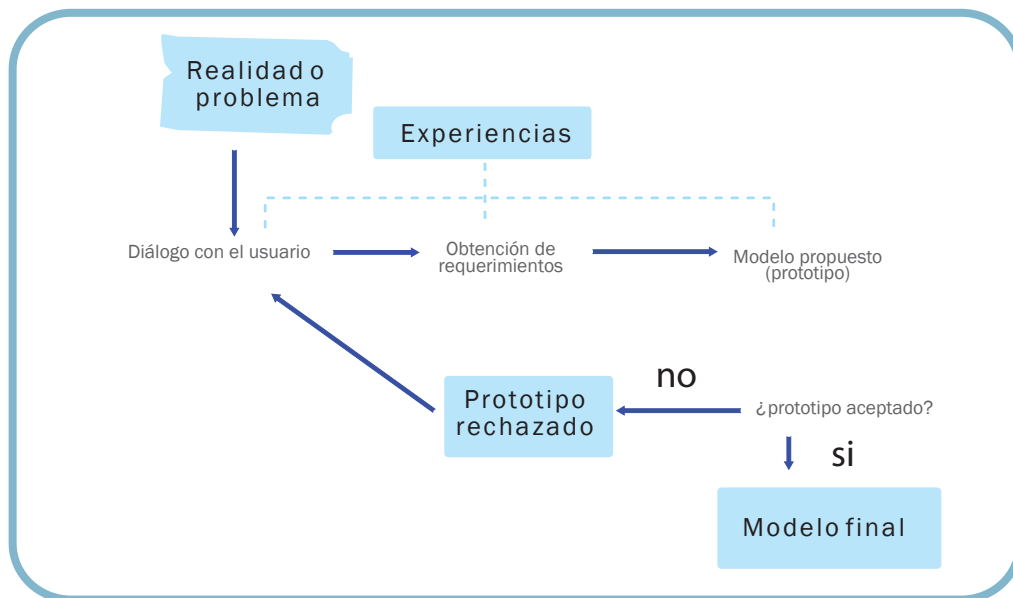 Realidad o
problema
Experiencias
Diálogo con el usuario
Obtención de
requerimientos
Modelo propuesto
(prototipo)
no
Prototipo
rechazado
¿prototipo aceptado?
si
Modelo final